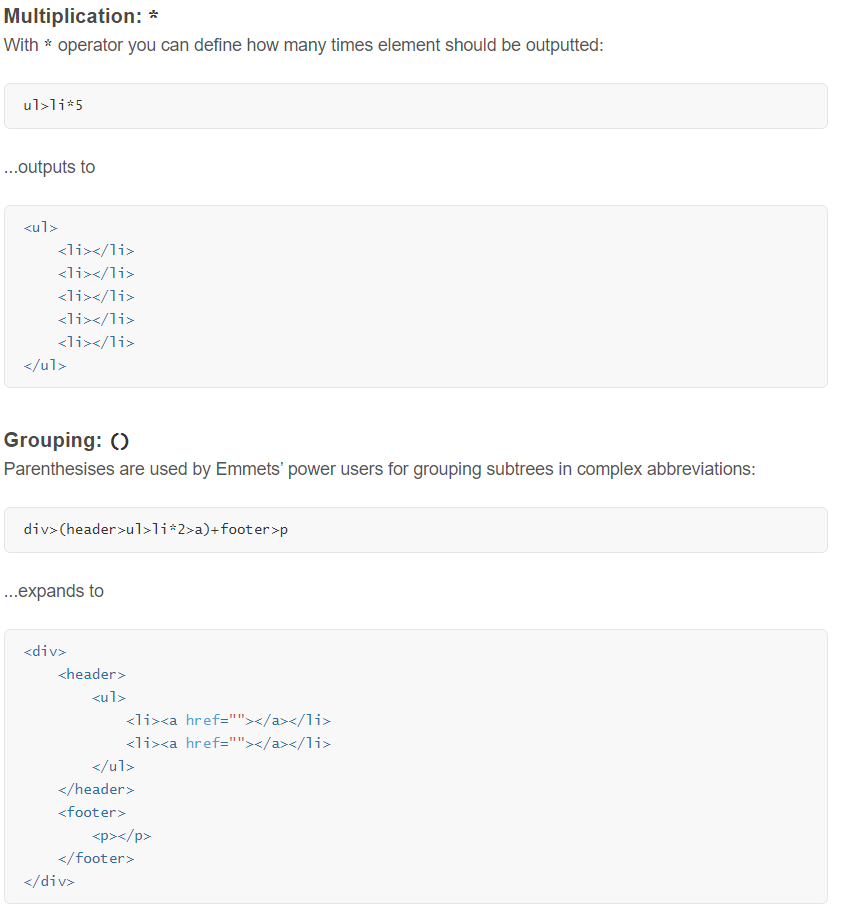 Multiplication: *
With * operator you can define how many times element should be outputted:
ul>li*5
...outputs to
<ul>
    <li></li>
    <li></li>
    <li></li>
    <li></li>
    <li></li>
</ul>
Grouping: ()
Parenthesises are used by Emmets’ power users for grouping subtrees in complex abbreviations:
div>(header>ul>li*2>a)+footer>p
...expands to
<div>
    <header>
        <ul>
            <li><a href=""></a></li>
            <li><a href=""></a></li>
        </ul>
    </header>
    <footer>
        <p></p>
    </footer>
</div>